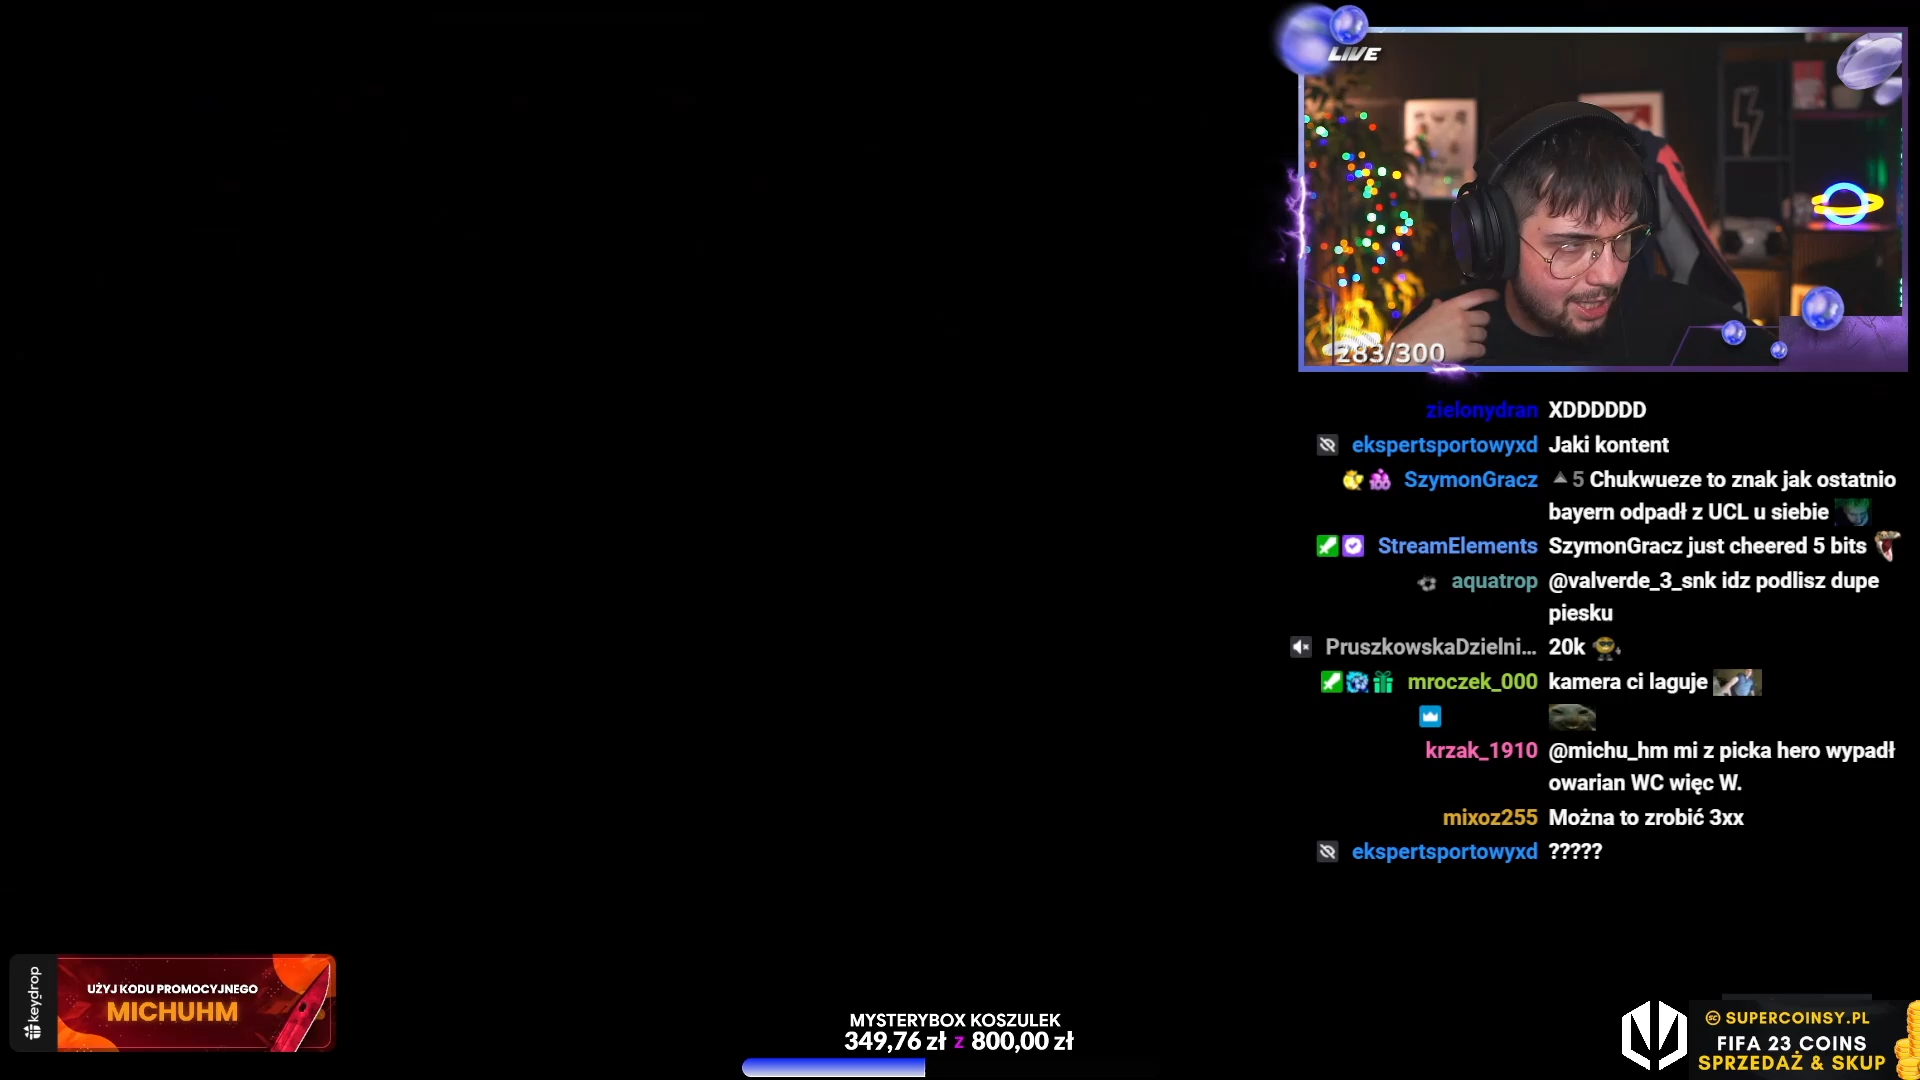 LIVE
283/300
zielonydran XDDDDDD
ekspertsportowyxd Jaki kontent
SzymonGracz 5 Chukwueze to znak jak ostatnio
bayern odpadł z UCL u siebie
StreamElements SzymonGracz just cheered 5 bits
aquatrop @valverde_3_snk idz podlisz dupe
piesku
PruszkowskaDzielni... 20k
mroczek_000 kamera ci laguje
krzak_1910 @michu_hm mi z picka hero wypadł
owarian WC więc W.
mixoz255 Można to zrobić 3xx
ekspertsportowyxd ?????
keydrop
UŻYJ KODU PROMOCYJNEGO
MICHUHM
MYSTERYBOX KOSZULEK
349,76 zł z 800,00 zł
SUPERCOINSY.PL
FIFA 23 COINS
SPRZEDAŻ & SKUP